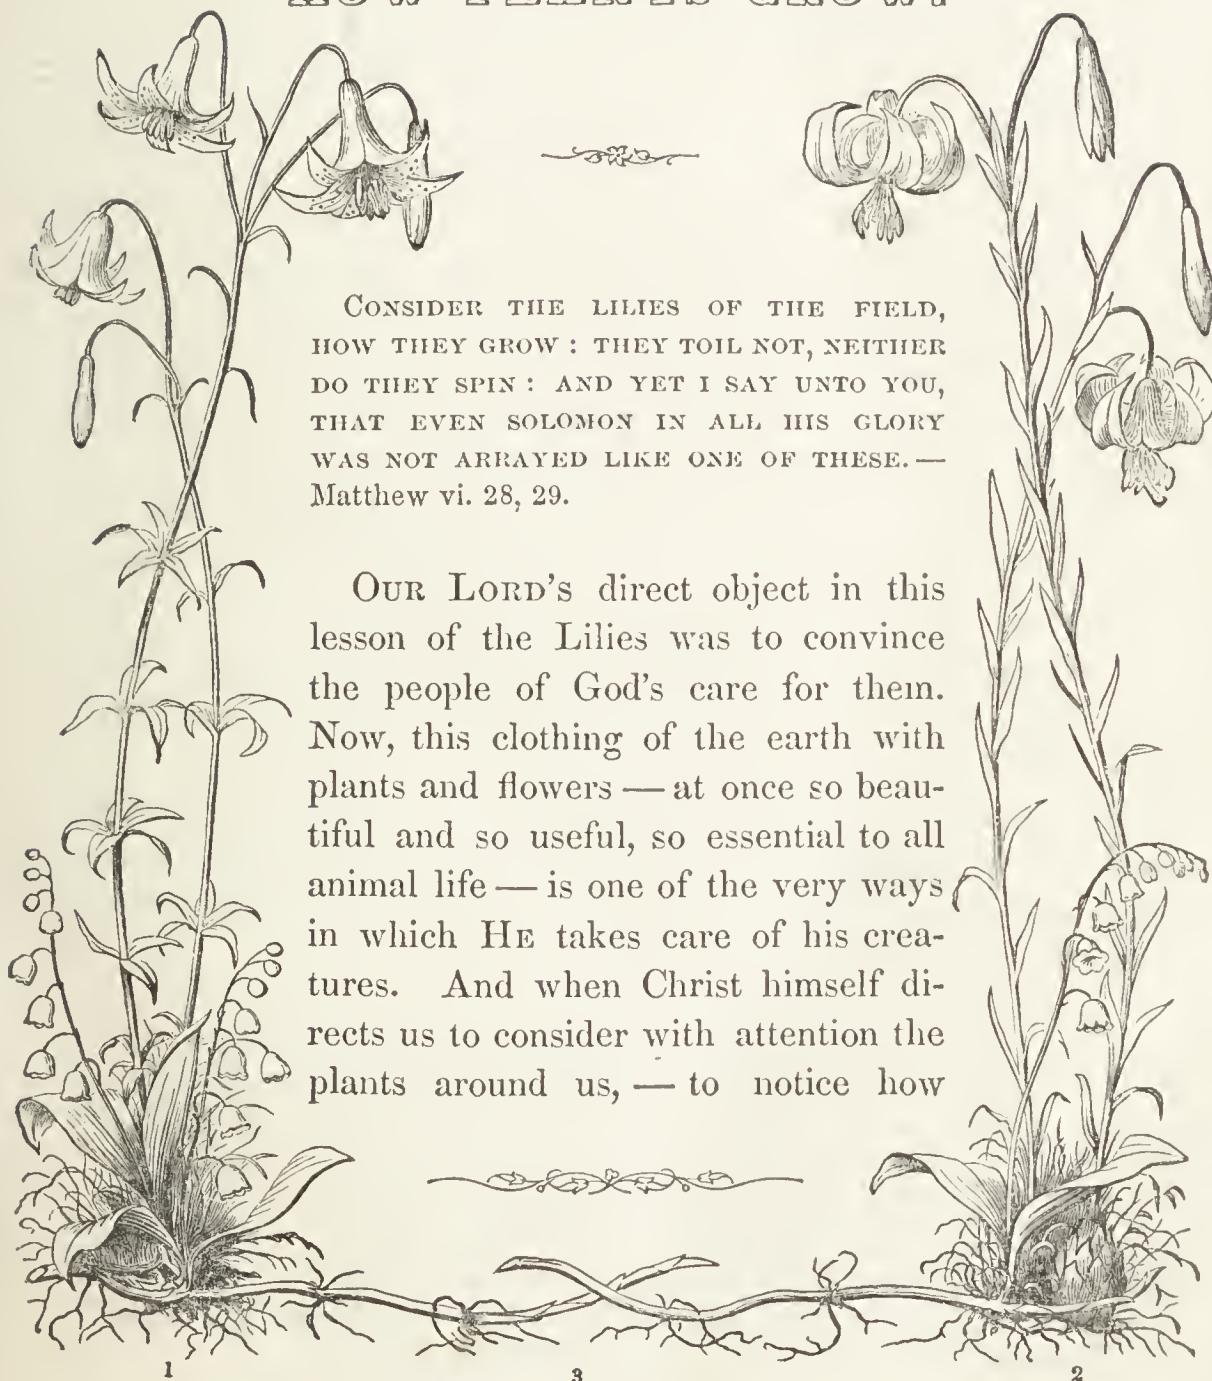 HOW PLANTS GROW.
CONSIDER THE LILIES OF THE FIELD,
HOW THEY GROW : THEY TOIL NOT, NEITHER
DO THEY SPIN : AND YET I SAY UNTO YOU,
THAT EVEN SOLOMON IN ALL HIS GLORY
WAS NOT ARRAYED LIKE ONE OF THESE. —
Matthew vi. 28, 29.
OUR LORD'S direct object in this
lesson of the Lilies was to convince
the people of God's care for them.
Now, this clothing of the earth with
plants and flowers — at once so beau-
tiful and so useful, so essential to all
animal life — is one of the very ways
in which HE takes care of his crea-
tures. And when Christ himself di-
rects us to consider with attention the
plants around us, — to notice how
1 3 2